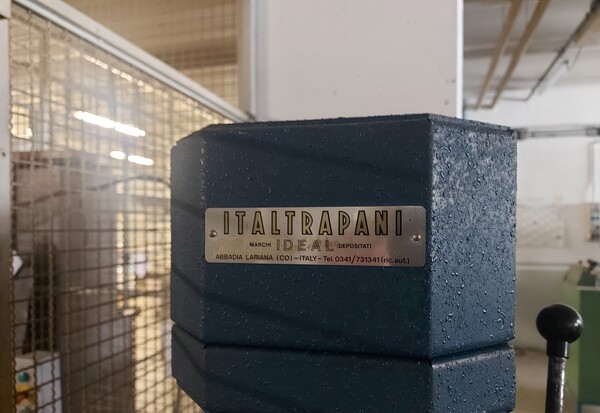 ITALTRAPANI
MARCHI IDEAL DEPOSITATI
ABBADIA LARIANA (CO) - ITALY - Tel. 0341/731341 (ric. aut.)